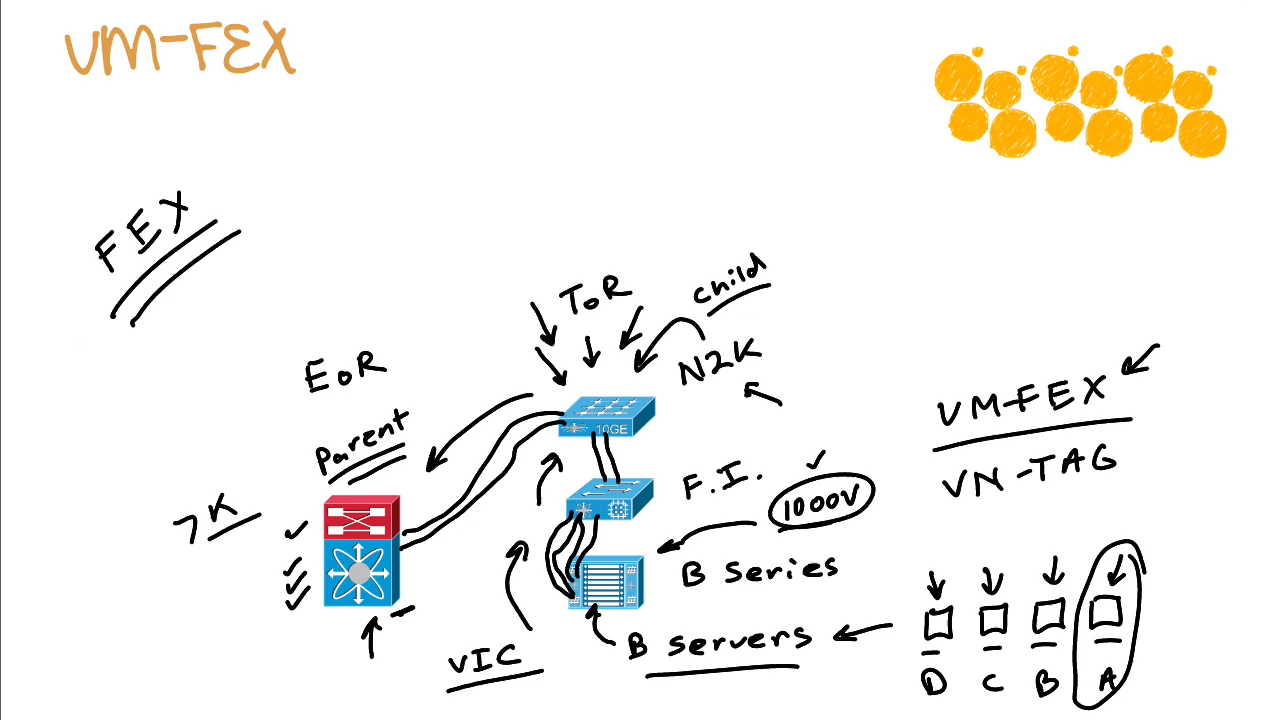 VM-FEX
FEX
ToR
child
N2K
EoR
Parent
7K
10GE
F.I.
1000V
B Series
VIC
B servers
VM-FEX
VN-TAG
D C B A